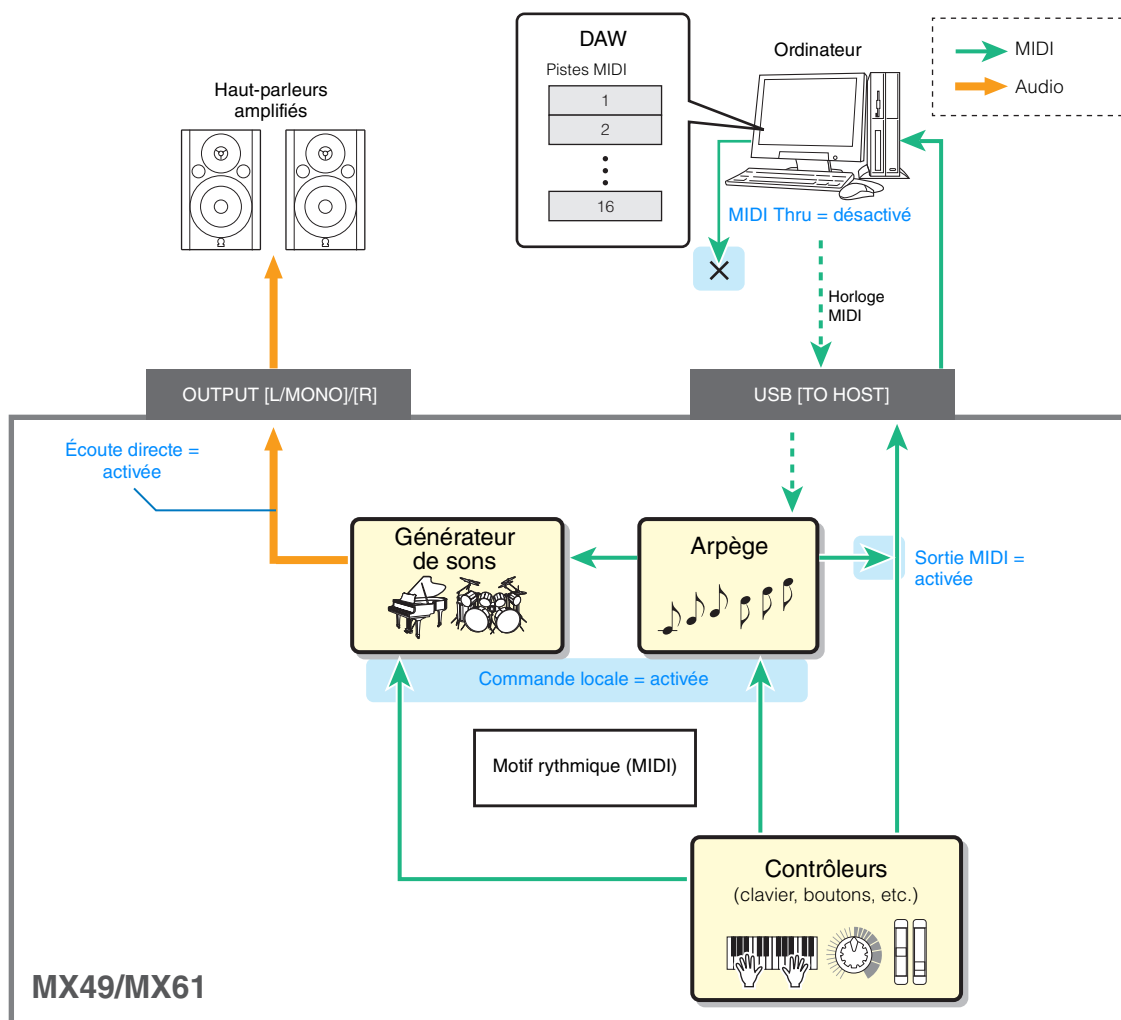 DAW
Pistes MIDI
1
2
16
Ordinateur
MIDI
Audio
Haut-parleurs
amplifiés
MIDI Thru = désactivé
Horloge
MIDI
OUTPUT [L/MONO]/[R]
USB [TO HOST]
Écoute directe =
activée
Générateur
de sons
Arpège
Sortie MIDI =
activée
Commande locale = activée
Motif rythmique (MIDI)
Contrôleurs
(clavier, boutons, etc.)
MX49/MX61